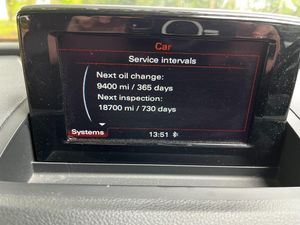 Car
Service intervals
Next oil change:
9400 mi / 365 days
Next inspection:
18700 mi / 730 days
Systems
13:51